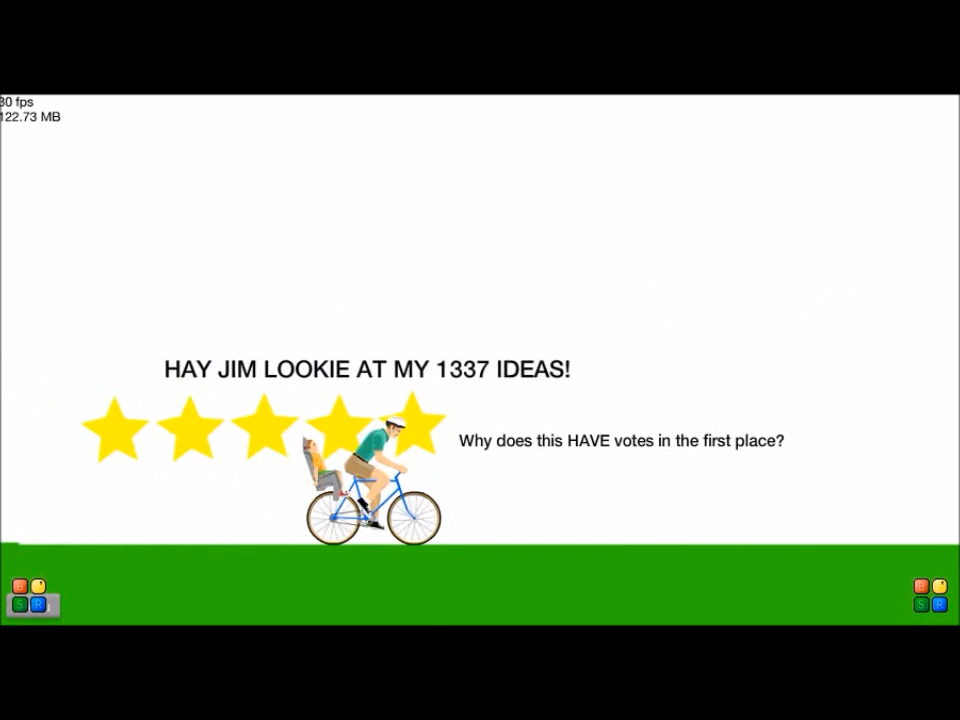 30 fps
122.73 MB
HAY JIM LOOKIE AT MY 1337 IDEAS!
Why does this HAVE votes in the first place?
S R
S R